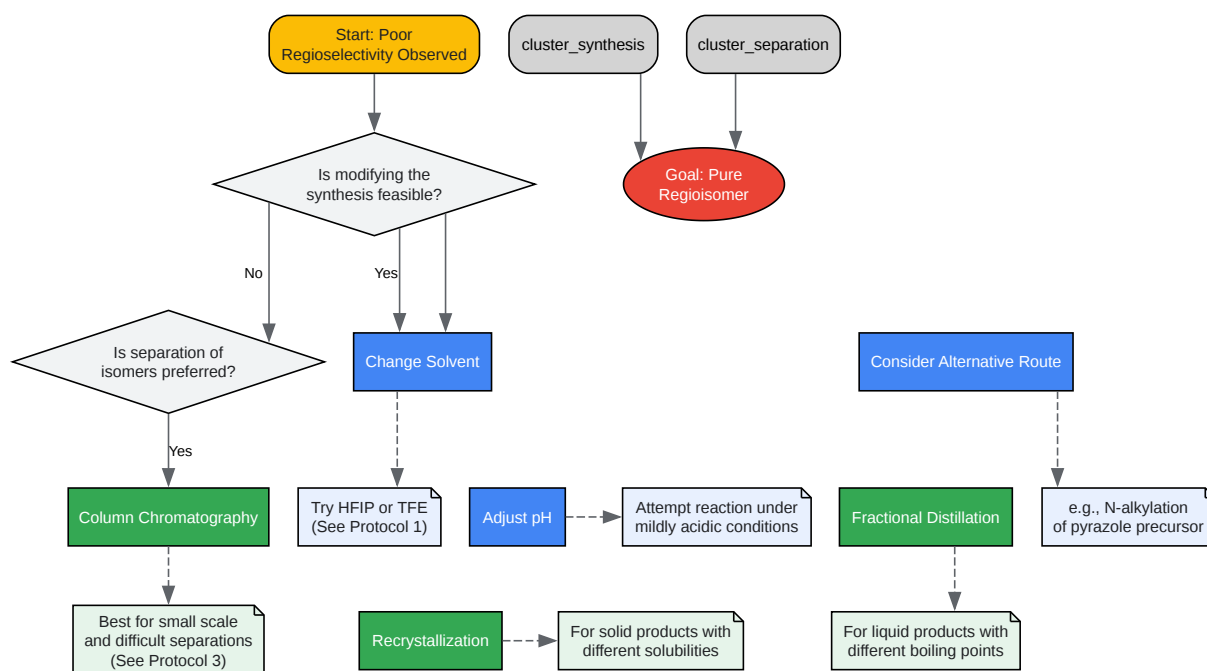 Start: Poor
Regioselectivity Observed
cluster_synthesis
cluster_separation
Is modifying the
synthesis feasible?
Goal: Pure
Regioisomer
No
Yes
Is separation of
isomers preferred?
Change Solvent
Consider Alternative Route
Yes
Column Chromatography
Try HFIP or TFE
(See Protocol 1)
Adjust pH
Attempt reaction under
mildly acidic conditions
Fractional Distillation
e.g., N-alkylation
of pyrazole precursor
Best for small scale
and difficult separations
(See Protocol 3)
Recrystallization
For solid products with
different solubilities
For liquid products with
different boiling points